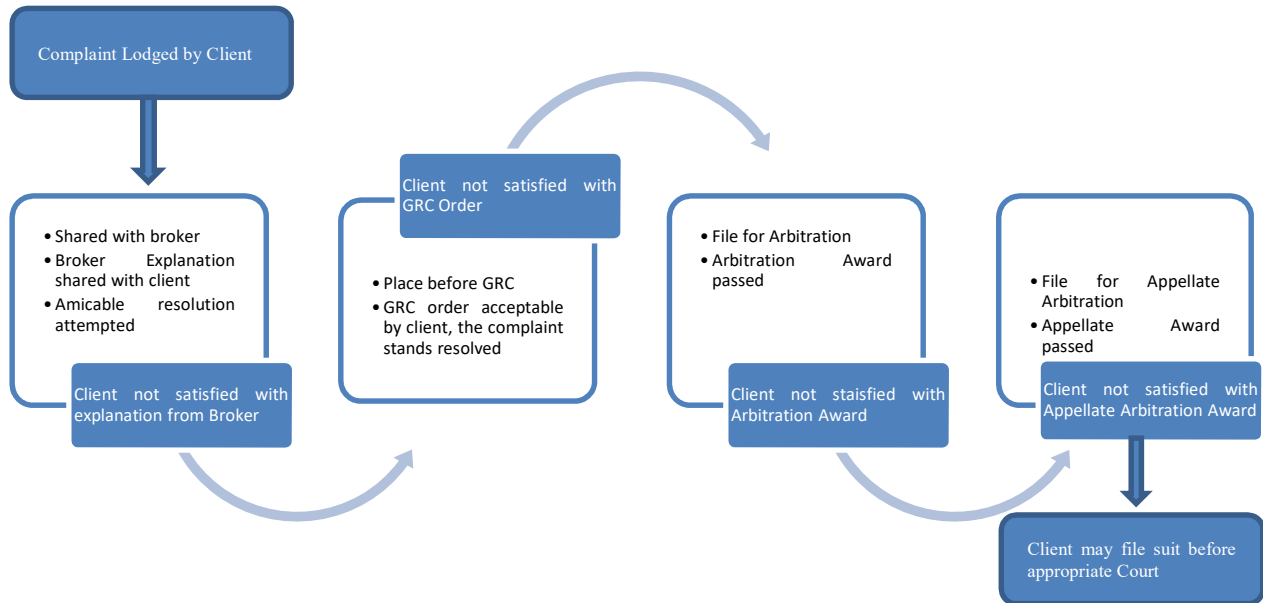 Complaint Lodged by Client
• Shared with broker
• Broker Explanation
shared with client
• Amicable resolution
attempted
Client not satisfied with
explanation from Broker
Client not satisfied with
GRC Order
• Place before GRC
• GRC order acceptable
by client, the complaint
stands resolved
• File for Arbitration
• Arbitration Award
passed
Client not staisfied with
Arbitration Award
• File for Appellate
Arbitration
• Appellate Award
passed
Client not satisfied with
Appellate Arbitration Award
Client may file suit before
appropriate Court